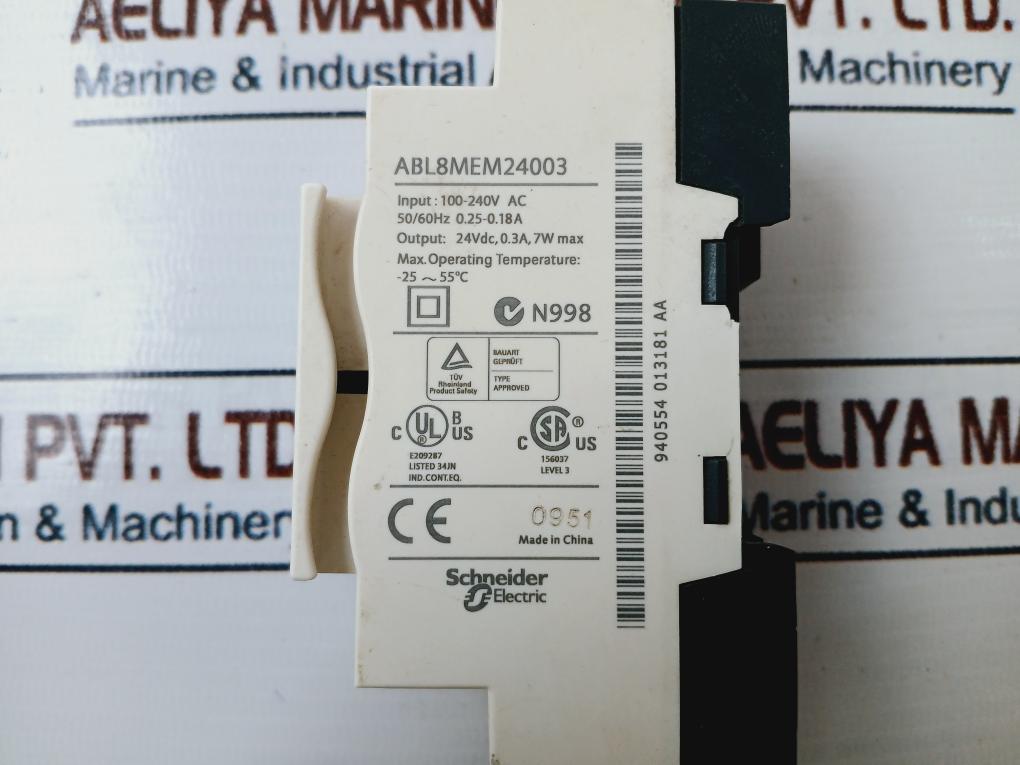 AELIYA MARIN
VT. LTD.
Marine & Industrial
Machinery
ABL8MEM24003
Input : 100-240V AC
50/60Hz 0.25-0.18A
Output: 24Vdc, 0.3A, 7W max
Max. Operating Temperature:
-25 ~ 55°C
N998
TÜV
Rheinland
Product Safety
BAUART
GEPRÜFT
TYPE
APPROVED
C UL ® B US
E209287
LISTED 34JN
IND.CONT.EQ.
C SA ® US
156037
LEVEL 3
CE
0951
Made in China
Schneider
Electric
940554 013181 AA
PVT. LTD
n & Machiner
AELIYA MA
Marine & Indu